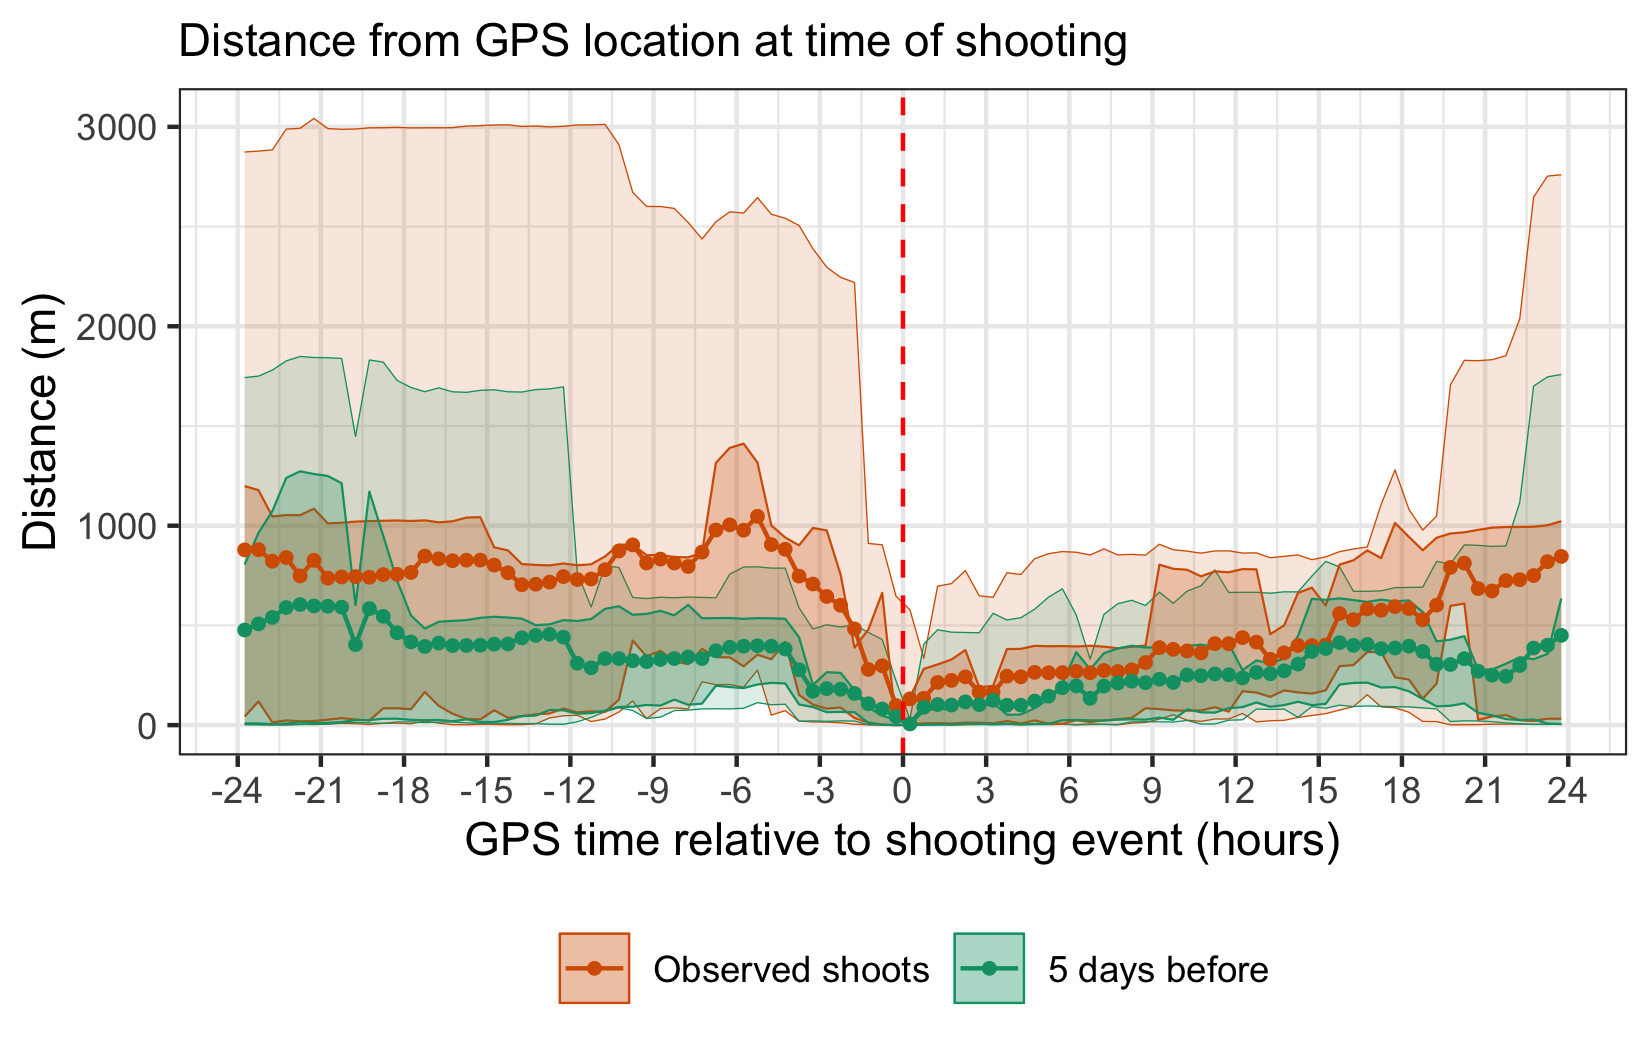 Distance from GPS location at time of shooting
Distance (m)
3000
2000
1000
0
-24 -21 -18 -15 -12 -9 -6 -3 0 3 6 9 12 15 18 21 24
GPS time relative to shooting event (hours)
Observed shoots 5 days before